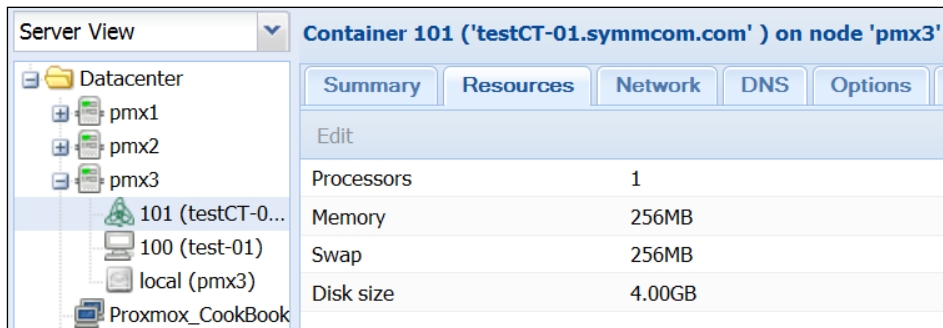 Server View
Datacenter
pmx1
pmx2
pmx3
101 (testCT-0...
100 (test-01)
local (pmx3)
Proxmox_CookBook
Container 101 ('testCT-01.symmcom.com' ) on node 'pmx3'
Summary Resources Network DNS Options
Edit
Processors 1
Memory 256MB
Swap 256MB
Disk size 4.00GB